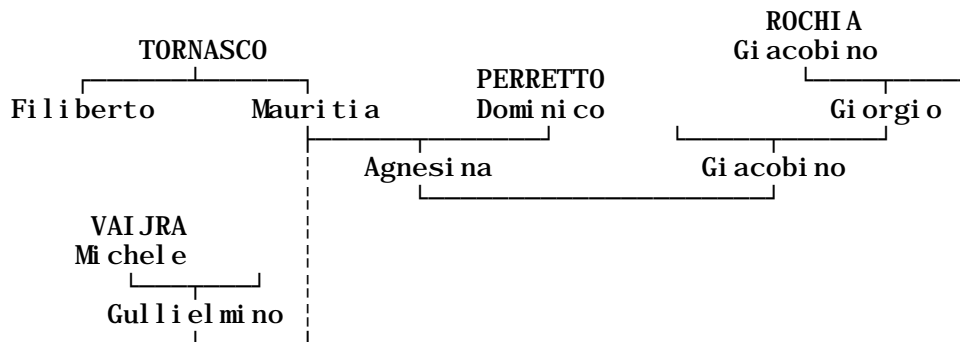 ROCHIA
TORNASCO Giacobino
PERRETTO
Filiberto Mauritia Dominico Giorgio
Agnesina Giacobino
VAIJRA
Michele
Gullielmino